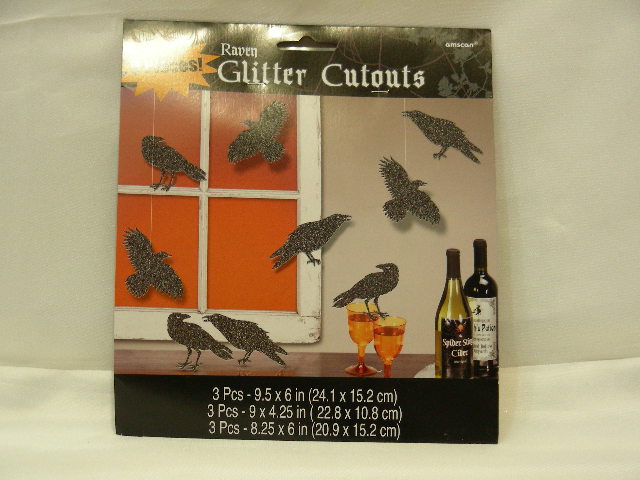 Raven
Glitter Cutouts
amscan
Spider
Cider
3 Pcs - 9.5 x 6 in (24.1 x 15.2 cm)
3 Pcs - 9 x 4.25 in ( 22.8 x 10.8 cm)
3 Pcs - 8.25 x 6 in (20.9 x 15.2 cm)